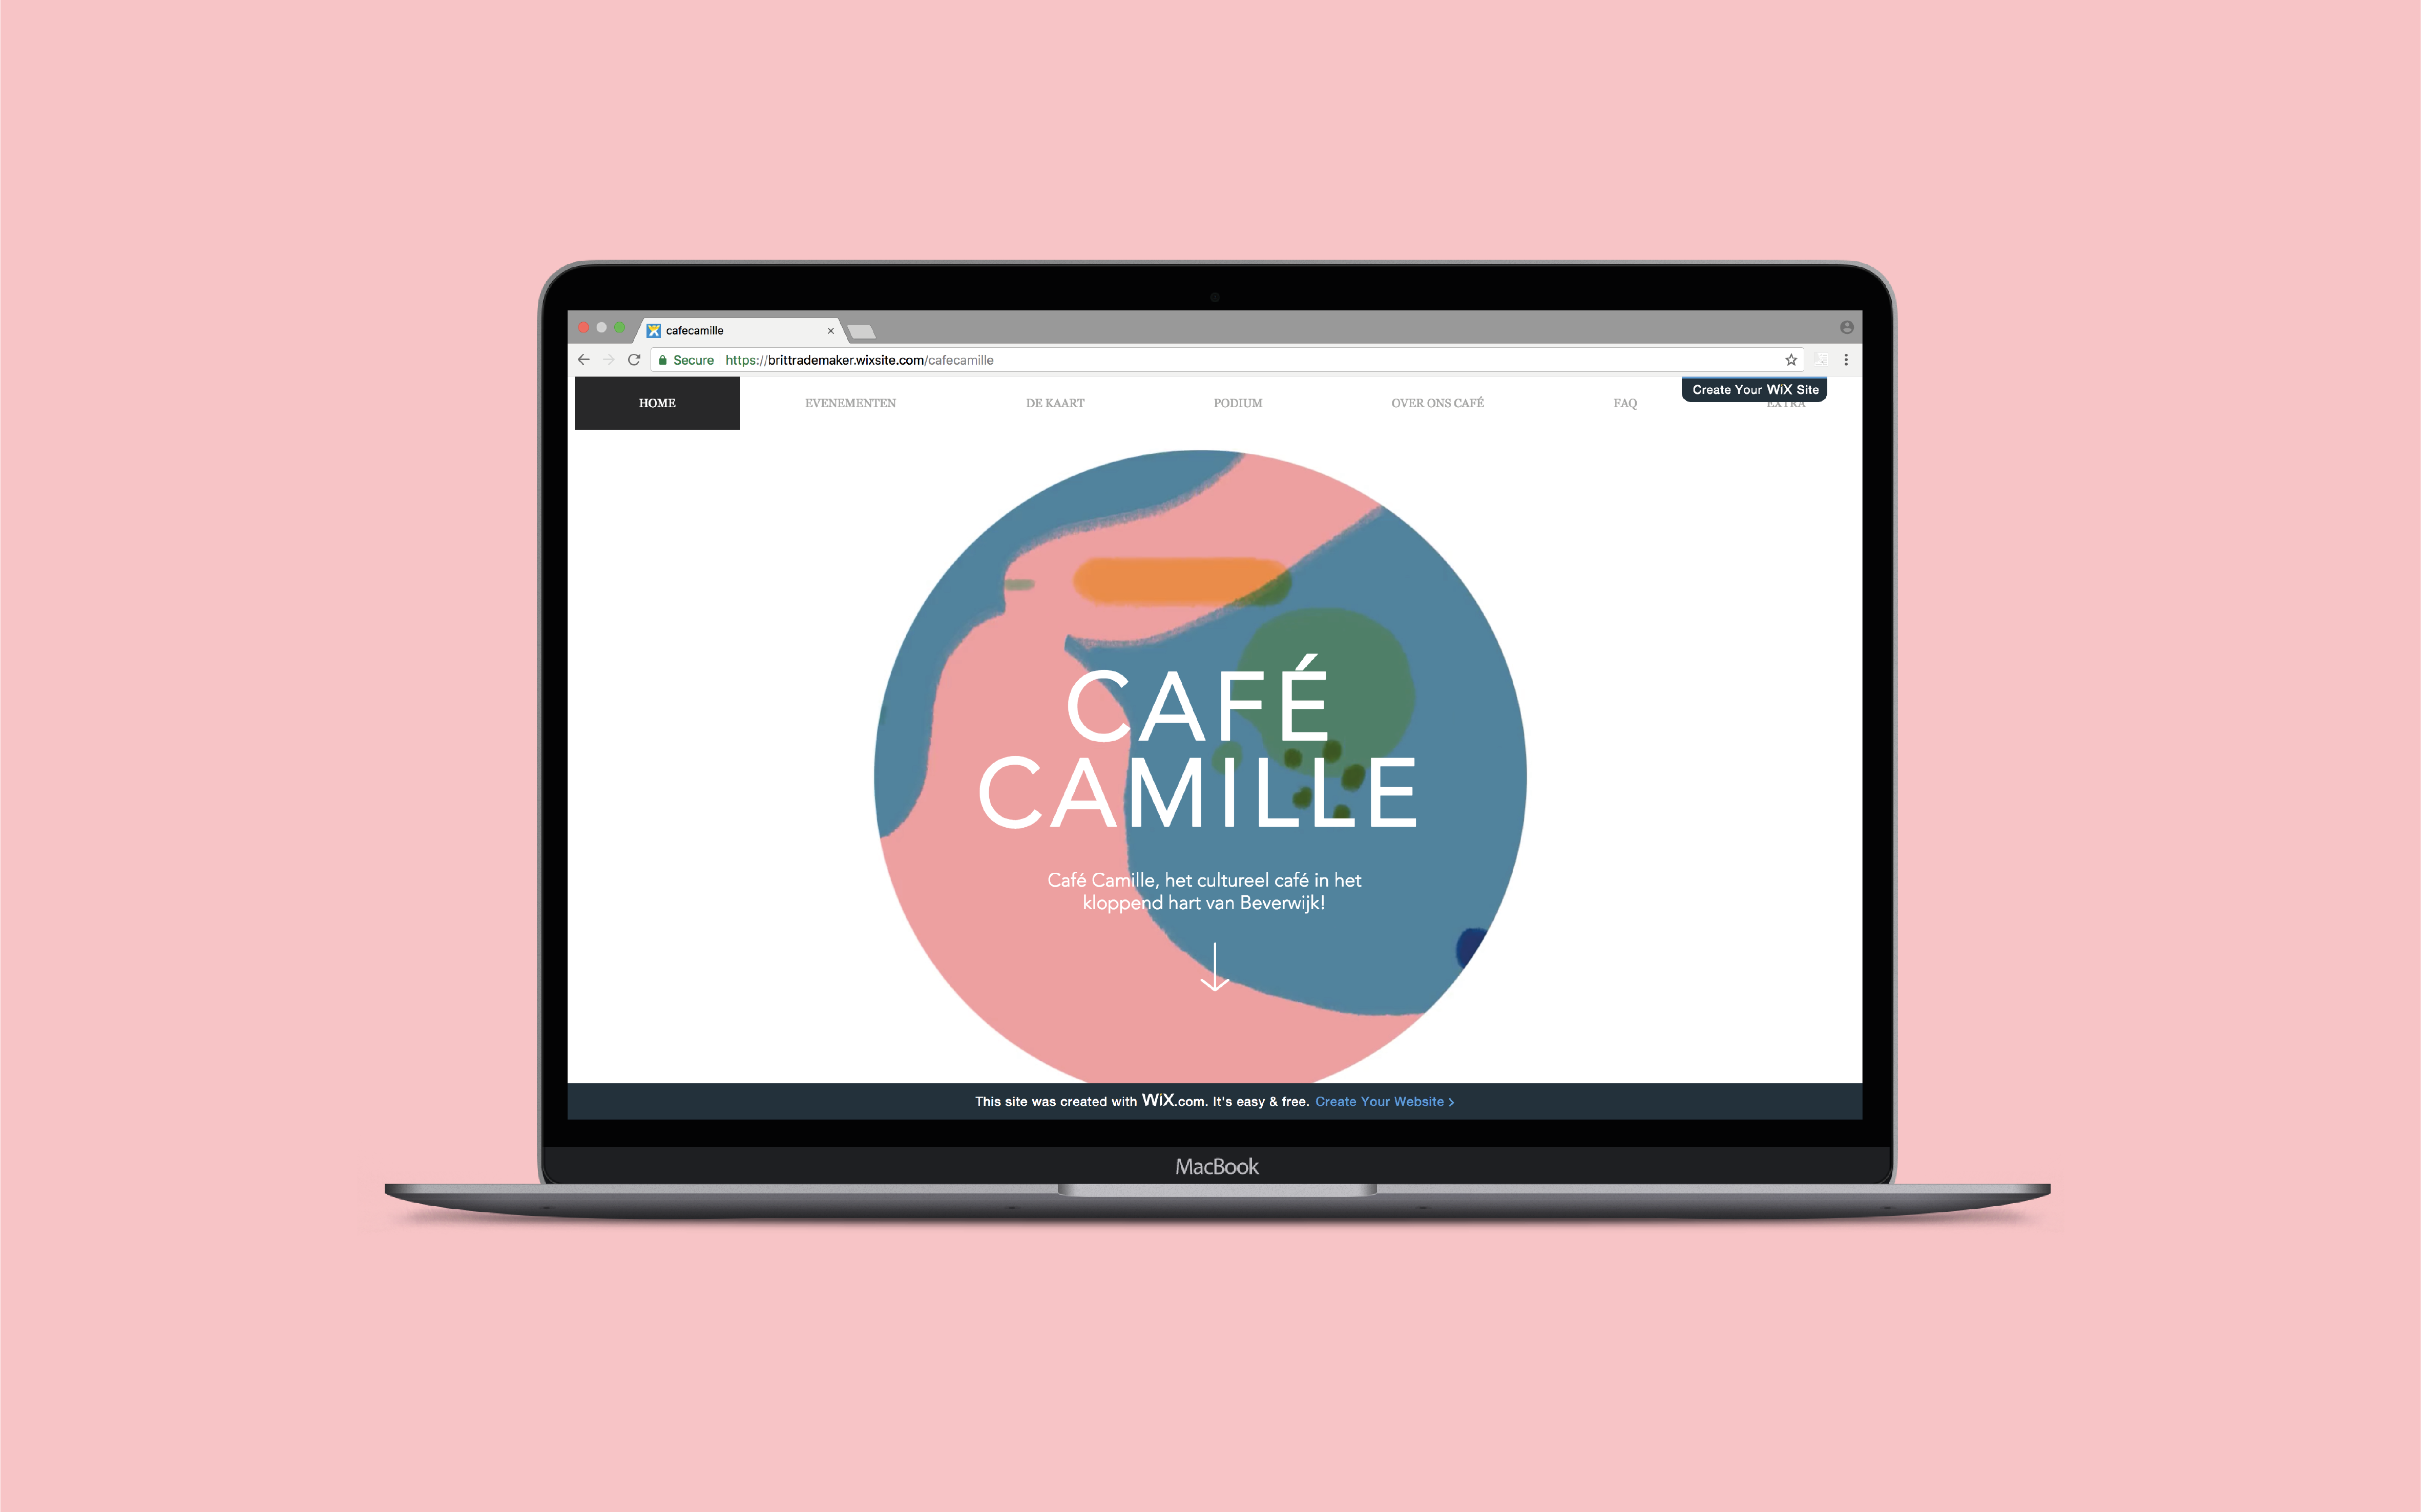 cafecamille
Secure https://brittrademaker.wixsite.com/cafecamille
Create Your WiX Site
HOME EVENEMENTEN DE KAART PODIUM OVER ONS CAFÉ FAQ EXTRA
CAFÉ
CAMILLE
Café Camille, het cultureel café in het
kloppend hart van Beverwijk!
This site was created with WiX.com. It's easy & free. Create Your Website >
MacBook